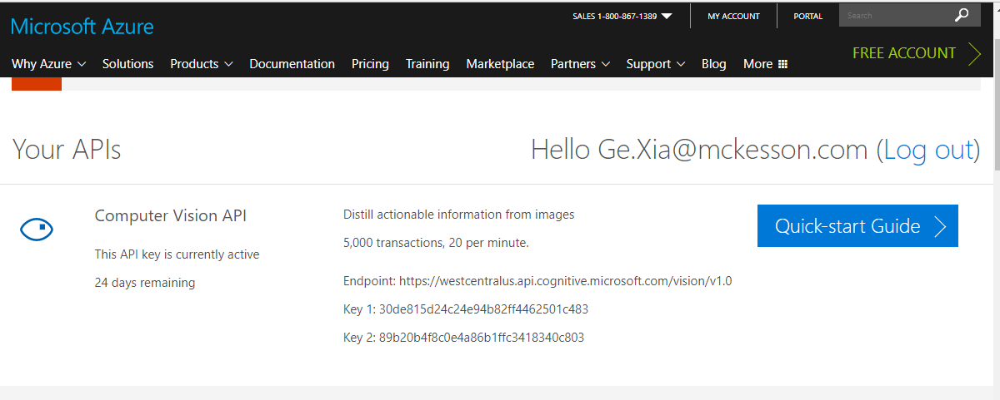 SALES 1-800-867-1389 MY ACCOUNT PORTAL Search
Microsoft Azure
FREE ACCOUNT
Why Azure Solutions Products Documentation Pricing Training Marketplace Partners Support Blog More
Your APIs Hello Ge.Xia@mckesson.com (Log out)
Computer Vision API
This API key is currently active
24 days remaining
Distill actionable information from images
5,000 transactions, 20 per minute.
Endpoint: https://westcentralus.api.cognitive.microsoft.com/vision/v1.0
Key 1: 30de815d24c24e94b82ff4462501c483
Key 2: 89b20b4f8c0e4a86b1ffc3418340c803
Quick-start Guide